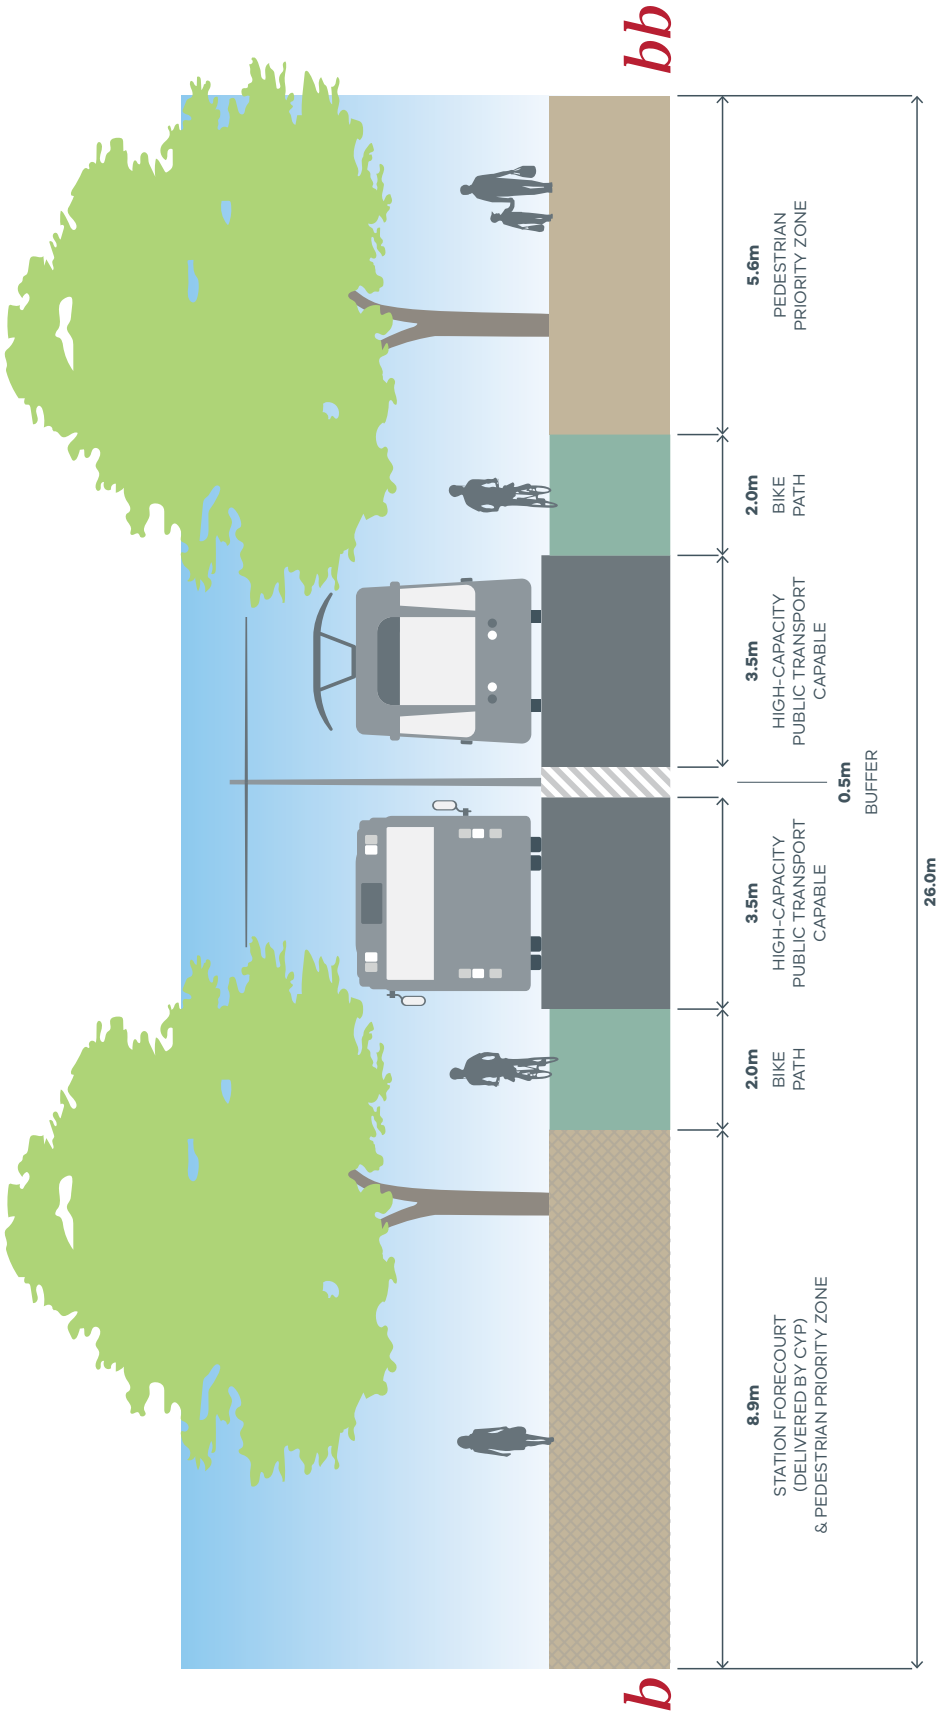 b
bb
8.9m
STATION FORECOURT
(DELIVERED BY CYP)
& PEDESTRIAN PRIORITY ZONE
2.0m
BIKE
PATH
3.5m
HIGH-CAPACITY
PUBLIC TRANSPORT
CAPABLE
0.5m
BUFFER
3.5m
HIGH-CAPACITY
PUBLIC TRANSPORT
CAPABLE
2.0m
BIKE
PATH
5.6m
PEDESTRIAN
PRIORITY ZONE
26.0m